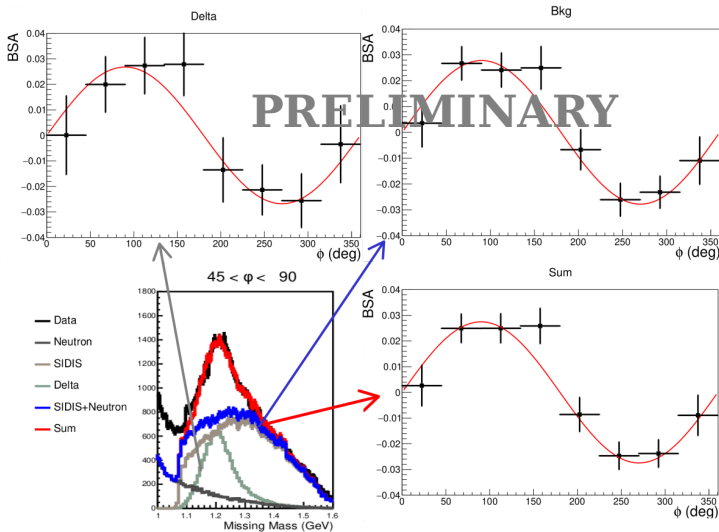 Delta
BSA
0.04
0.03
0.02
0.01
0
-0.01
-0.02
-0.03
-0.04
0 50 100 150 200 250 300 350
ϕ (deg)
Bkg
BSA
0.04
0.03
0.02
0.01
0
-0.01
-0.02
-0.03
-0.04
0 50 100 150 200 250 300 350
ϕ (deg)
PRELIMINARY
45 < φ < 90
Data
Neutron
SIDIS
Delta
SIDIS+Neutron
Sum
1800
1600
1400
1200
1000
800
600
400
200
0
1 1.1 1.2 1.3 1.4 1.5 1.6
Missing Mass (GeV)
Sum
BSA
0.04
0.03
0.02
0.01
0
-0.01
-0.02
-0.03
-0.04
0 50 100 150 200 250 300 350
ϕ (deg)